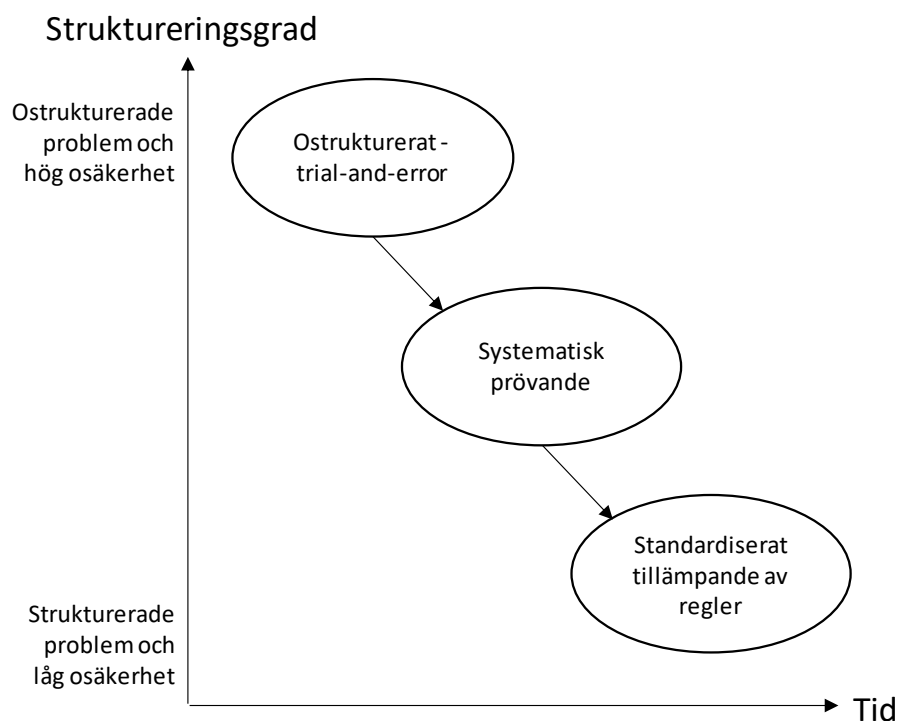 Struktureringsgrad
Ostrukturerade
problem och
hög osäkerhet
Ostrukturerat -
trial-and-error
Systematisk
prövande
Standardiserat
tillämpande av
regler
Strukturerade
problem och
låg osäkerhet
Tid